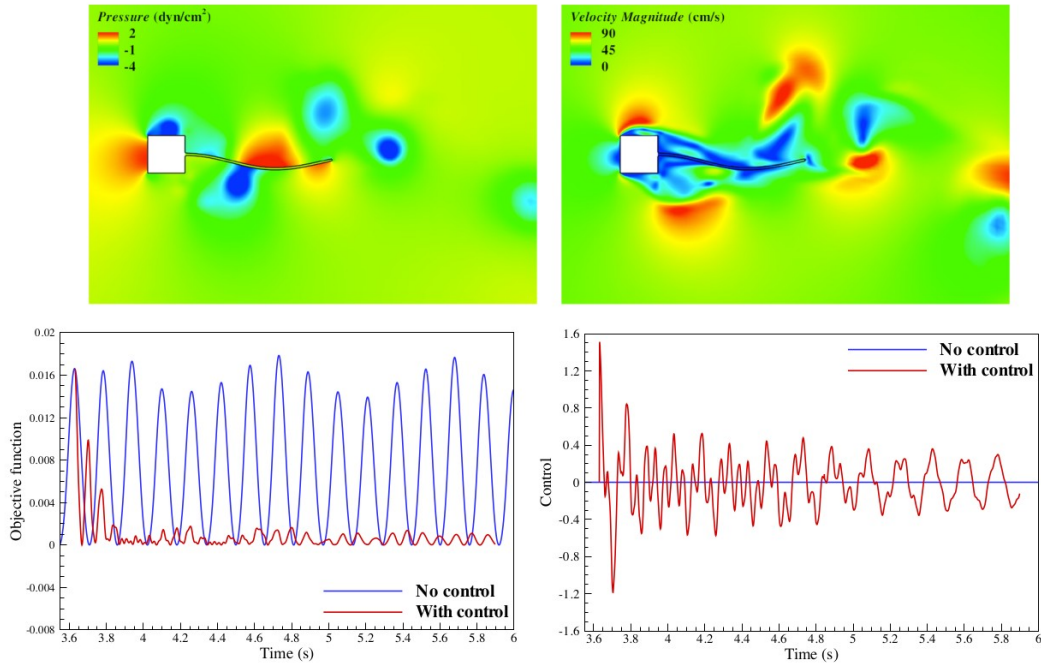 Pressure (dyn/cm²)
2
-1
-4
Velocity Magnitude (cm/s)
90
45
0
0.02
0.016
0.012
0.008
0.004
0
-0.004
-0.008
Objective function
No control
With control
3.6 3.8 4 4.2 4.4 4.6 4.8 5 5.2 5.4 5.6 5.8 6
Time (s)
1.6
1.2
0.8
0.4
0
-0.4
-0.8
-1.2
-1.6
Control
No control
With control
3.6 3.8 4 4.2 4.4 4.6 4.8 5 5.2 5.4 5.6 5.8 6
Time (s)